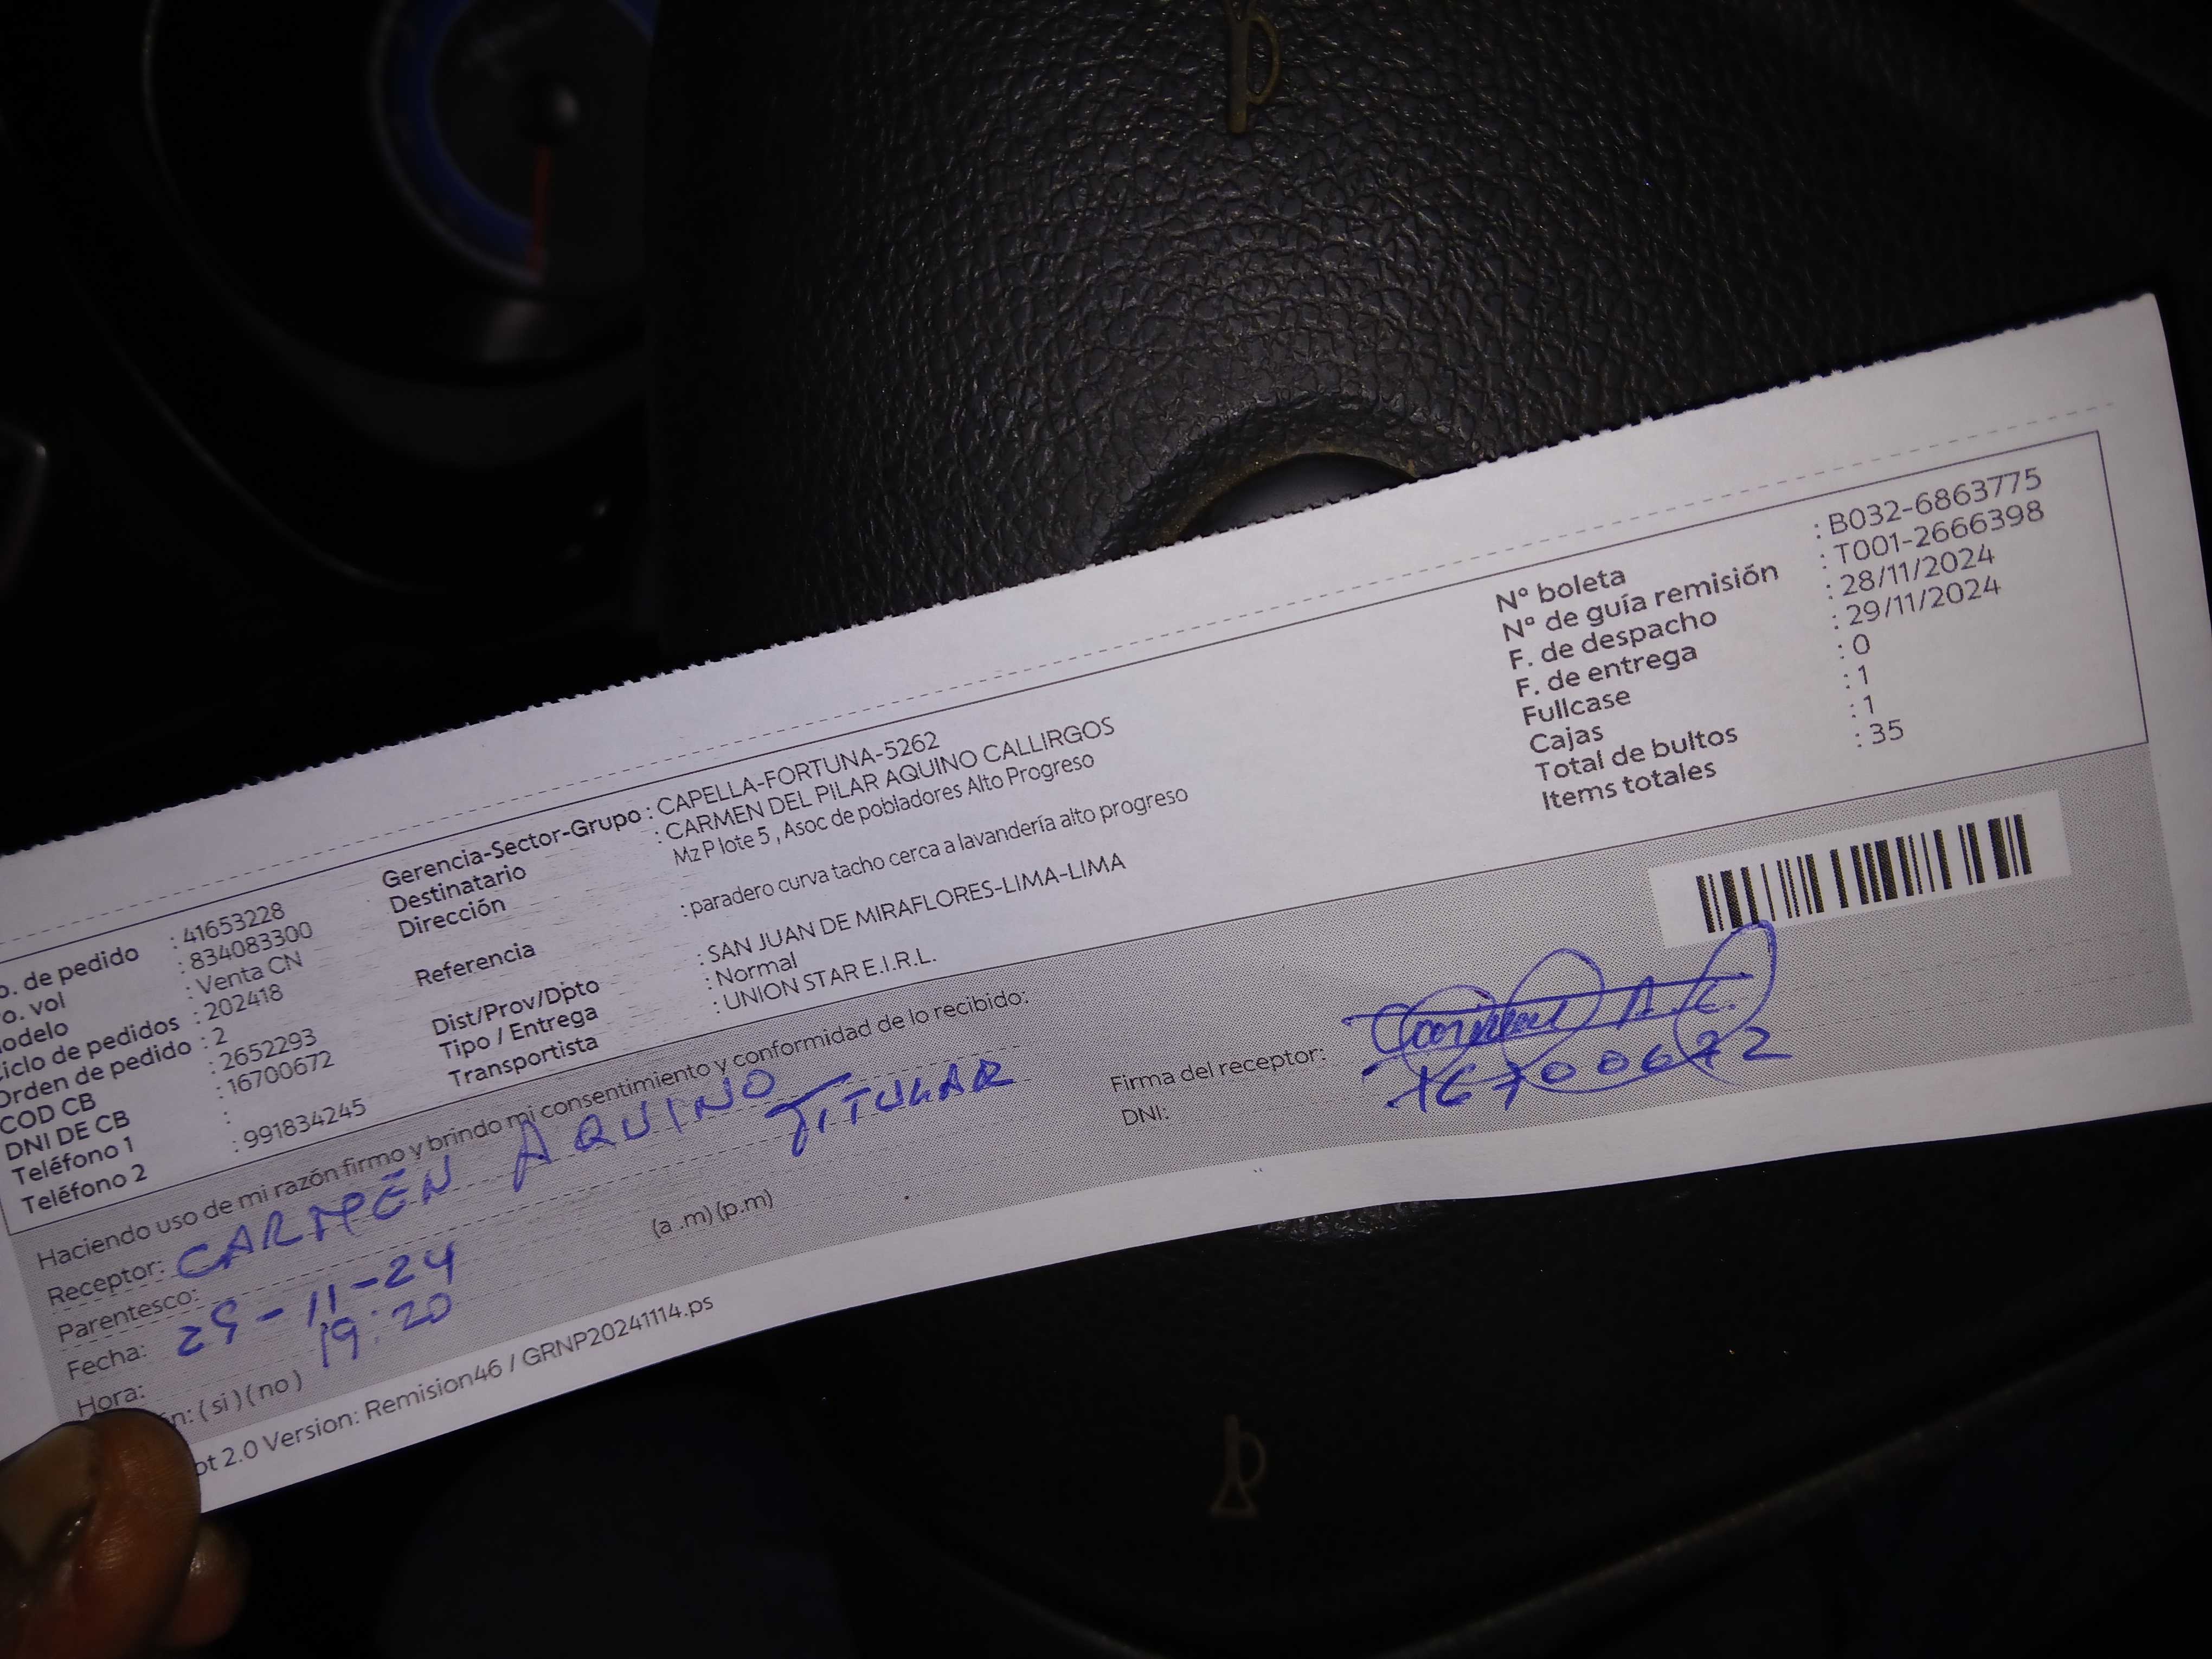 o. de pedido : 41653228
o. vol : 834083300
odelo : Venta CN
iclo de pedidos : 202418
Orden de pedido : 2
COD CB : 2652293
DNI DE CB : 16700672
Teléfono 1 :
Teléfono 2 : 991834245
Gerencia-Sector-Grupo : CAPELLA-FORTUNA-5262
Destinatario : CARMEN DEL PILAR AQUINO CALLIRGOS
Dirección Mz P lote 5 , Asoc de pobladores Alto Progreso
Referencia : paradero curva tacho cerca a lavandería alto progreso
Dist/Prov/Dpto : SAN JUAN DE MIRAFLORES-LIMA-LIMA
Tipo / Entrega : Normal
Transportista : UNION STAR E.I.R.L.
N° boleta : B032-6863775
N° de guía remisión : T001-2666398
F. de despacho : 28/11/2024
F. de entrega : 29/11/2024
Fullcase : 0
Cajas : 1
Total de bultos : 1
Items totales : 35
Haciendo uso de mi razón firmo y brindo mi consentimiento y conformidad de lo recibido:
Receptor: CARMEN AQUINO
Parentesco: TITULAR
Fecha: 29-11-24
Hora: 19:20 (a .m) (p.m)
n: ( si ) ( no )
Firma del receptor: Carmen A.C.
DNI: 16700672
pt 2.0 Version: Remision46 / GRNP20241114.ps